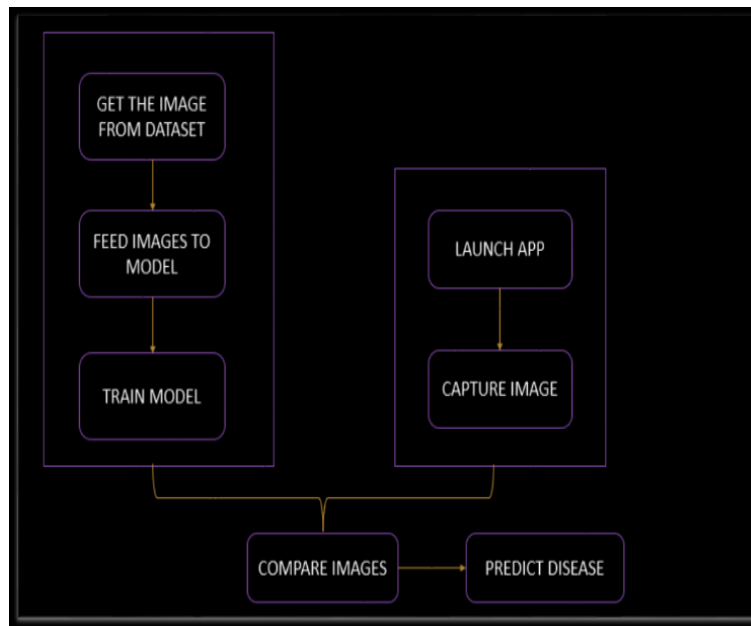 GET THE IMAGE
FROM DATASET
FEED IMAGES TO
MODEL
TRAIN MODEL
LAUNCH APP
CAPTURE IMAGE
COMPARE IMAGES
PREDICT DISEASE